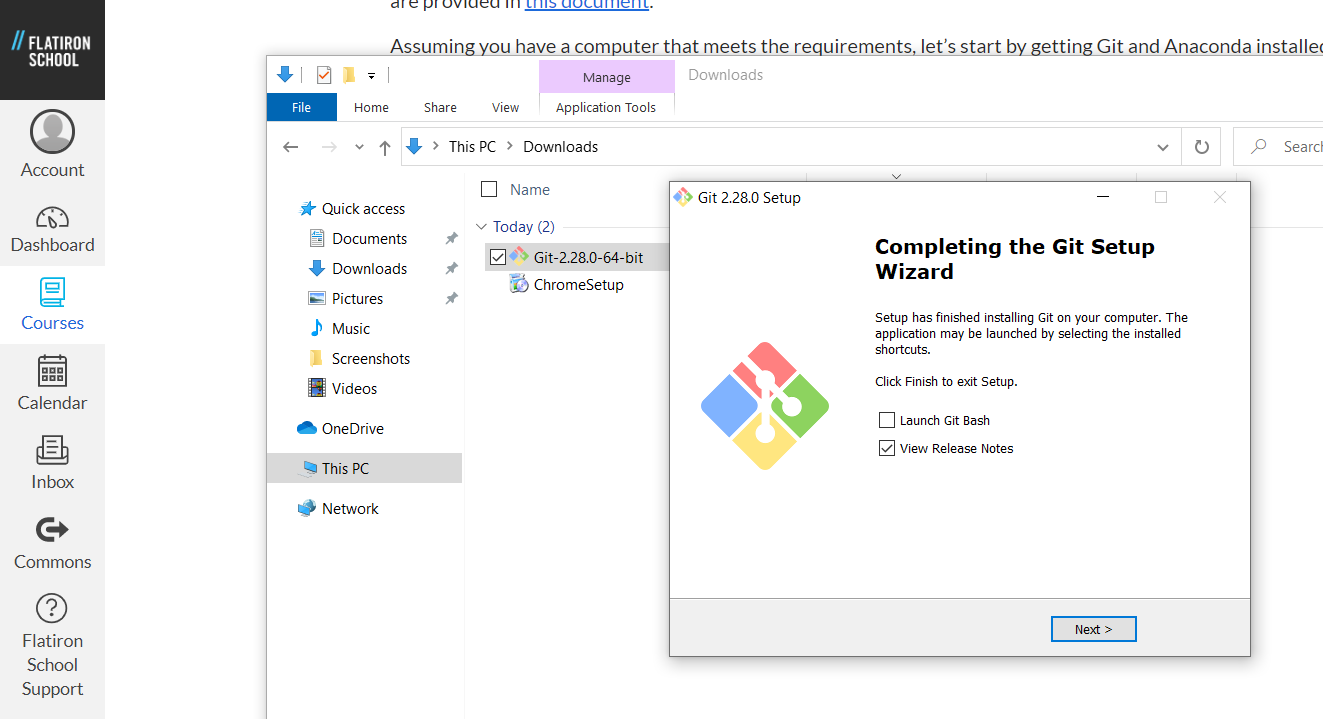 are provided in this document.
Assuming you have a computer that meets the requirements, let's start by getting Git and Anaconda installed
// FLATIRON
SCHOOL
Account
Dashboard
Courses
Calendar
Inbox
Commons
Flatiron
School
Support
Manage
Downloads
File
Home
Share
View
Application Tools
This PC > Downloads
Search
Name
Quick access
Documents
Downloads
Pictures
Music
Screenshots
Videos
OneDrive
This PC
Network
Today (2)
Git-2.28.0-64-bit
ChromeSetup
Git 2.28.0 Setup
Completing the Git Setup
Wizard
Setup has finished installing Git on your computer. The
application may be launched by selecting the installed
shortcuts.
Click Finish to exit Setup.
Launch Git Bash
View Release Notes
Next >